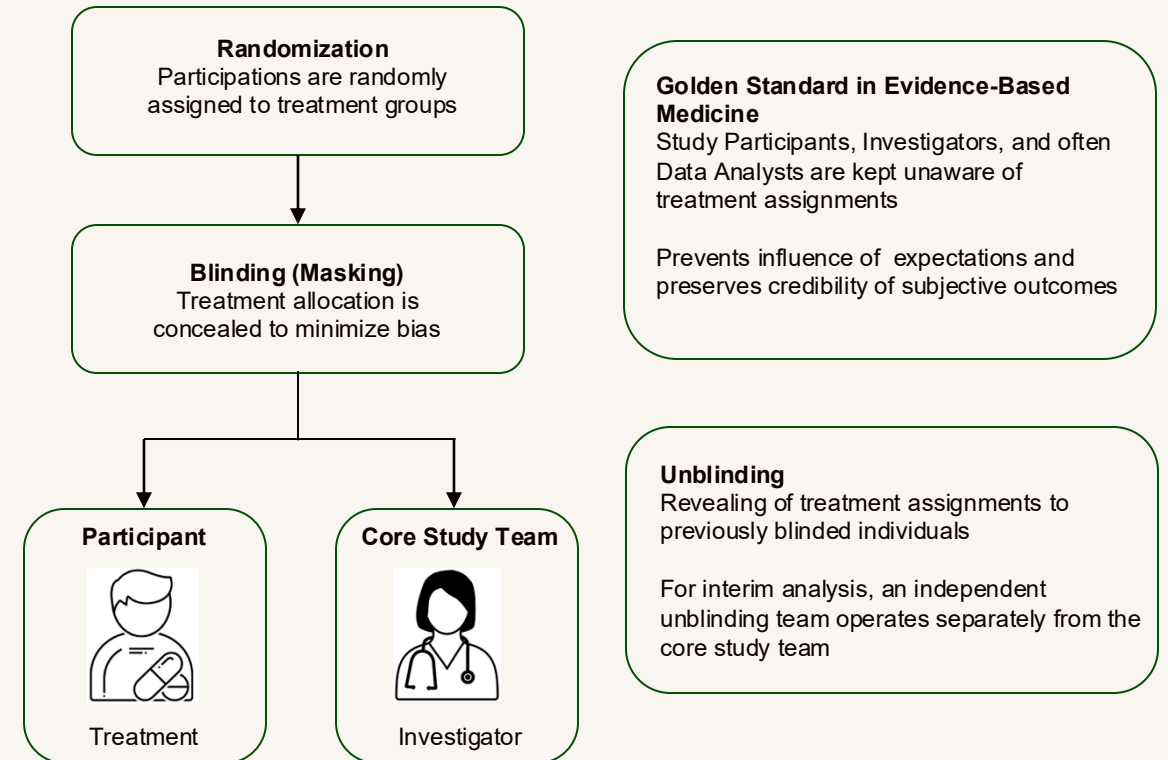 Randomization
Participations are randomly
assigned to treatment groups
Blinding (Masking)
Treatment allocation is
concealed to minimize bias
Participant
Treatment
Core Study Team
Investigator
Golden Standard in Evidence-Based
Medicine
Study Participants, Investigators, and often
Data Analysts are kept unaware of
treatment assignments
Prevents influence of  expectations and
preserves credibility of subjective outcomes
Unblinding
Revealing of treatment assignments to
previously blinded individuals
For interim analysis, an independent
unblinding team operates separately from the
core study team